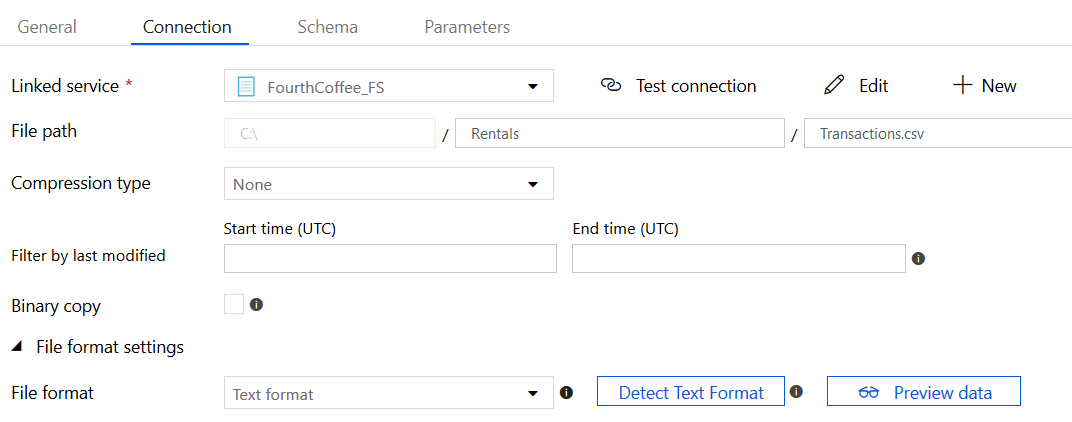 General Connection Schema Parameters
Linked service * FourthCoffee_FS Test connection Edit New
File path C:\ / Rentals / Transactions.csv
Compression type None
Start time (UTC) End time (UTC)
Filter by last modified
Binary copy
File format settings
File format Text format Detect Text Format Preview data